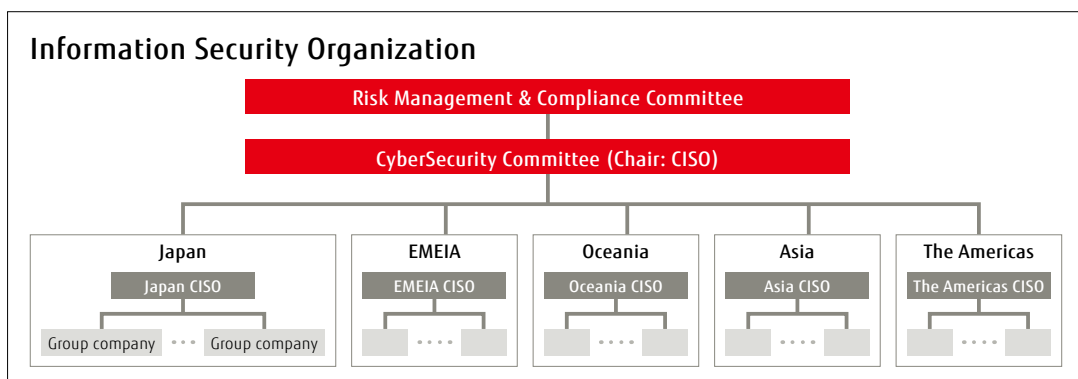 Information Security Organization
Risk Management & Compliance Committee
CyberSecurity Committee (Chair: CISO)
Japan
EMEIA
Oceania
Asia
The Americas
Japan CISO
EMEIA CISO
Oceania CISO
Asia CISO
The Americas CISO
Group company
Group company